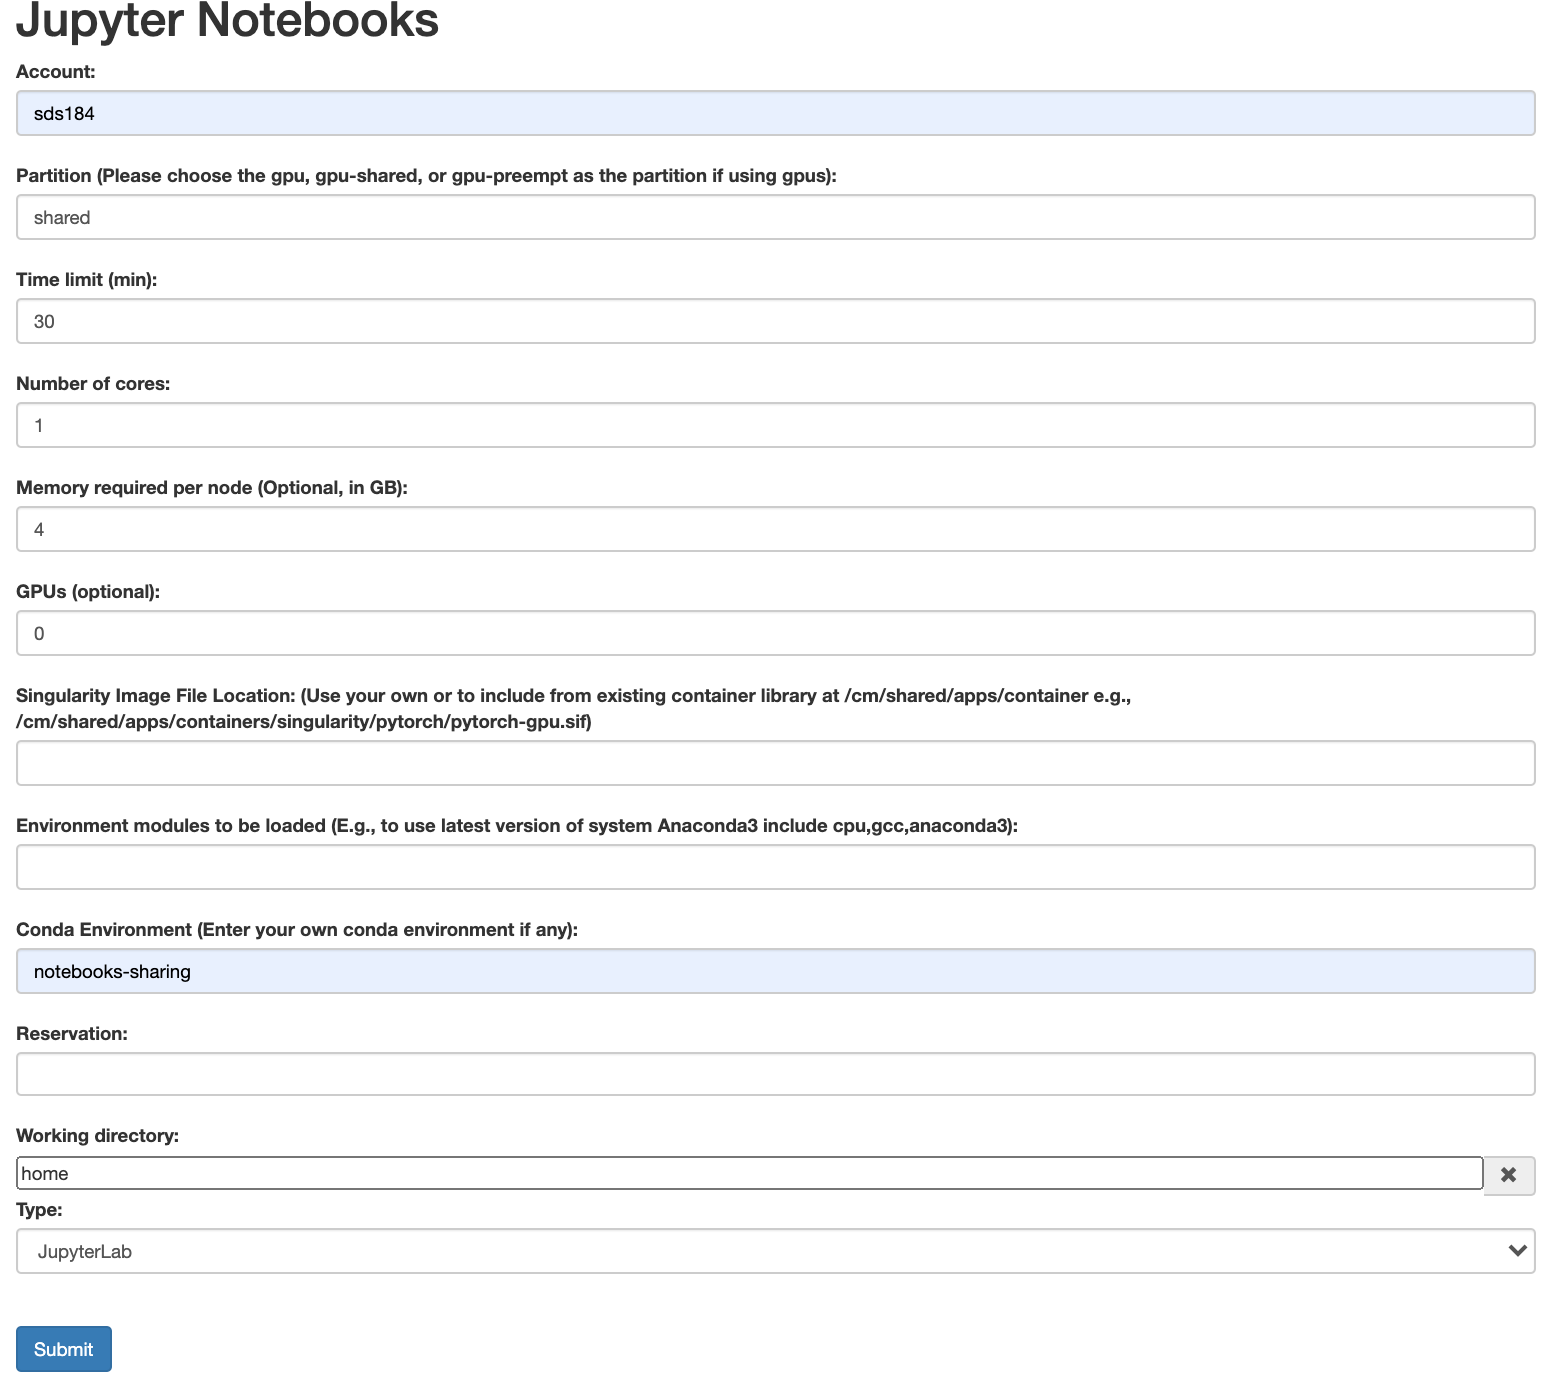 Jupyter Notebooks
Account:
sds184
Partition (Please choose the gpu, gpu-shared, or gpu-preempt as the partition if using gpus):
shared
Time limit (min):
30
Number of cores:
1
Memory required per node (Optional, in GB):
4
GPUs (optional):
0
Singularity Image File Location: (Use your own or to include from existing container library at /cm/shared/apps/container e.g.,
/cm/shared/apps/containers/singularity/pytorch/pytorch-gpu.sif)
Environment modules to be loaded (E.g., to use latest version of system Anaconda3 include cpu,gcc,anaconda3):
Conda Environment (Enter your own conda environment if any):
notebooks-sharing
Reservation:
Working directory:
home
Type:
JupyterLab
Submit